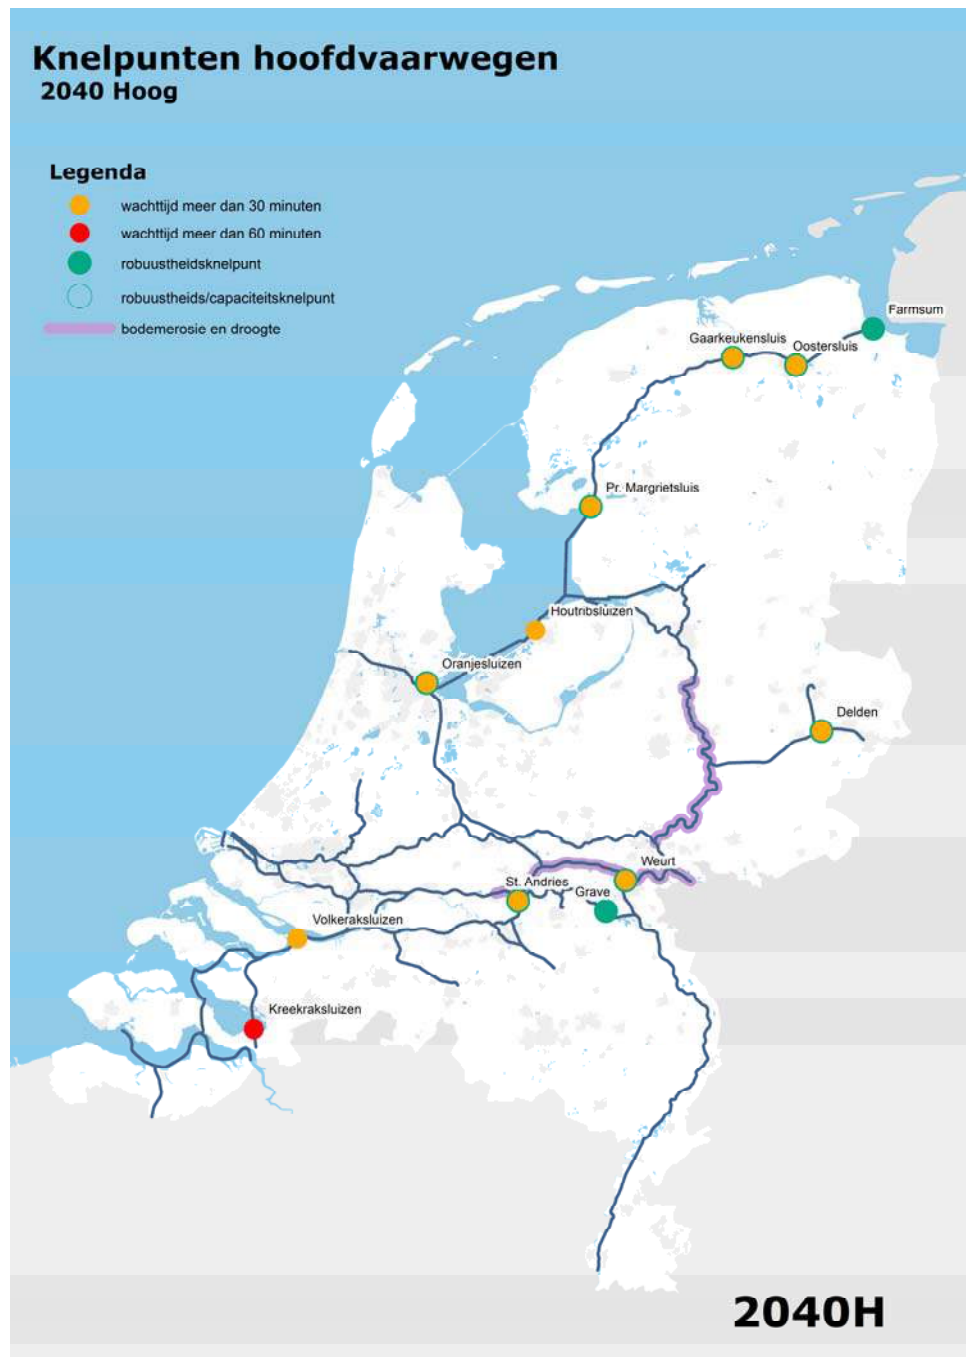 Knelpunten hoofdvaarwegen
2040 Hoog
Legenda
wachttijd meer dan 30 minuten
wachttijd meer dan 60 minuten
robuustheidsknelpunt
robuustheids/capaciteitsknelpunt
bodemerosie en droogte
Farmsum
Gaarkeukensluis
Oostersluis
Pr. Margrietsluis
Houtribsluizen
Oranjesluizen
Delden
Weurt
St. Andries
Grave
Volkeraksluizen
Kreekraksluizen
2040H